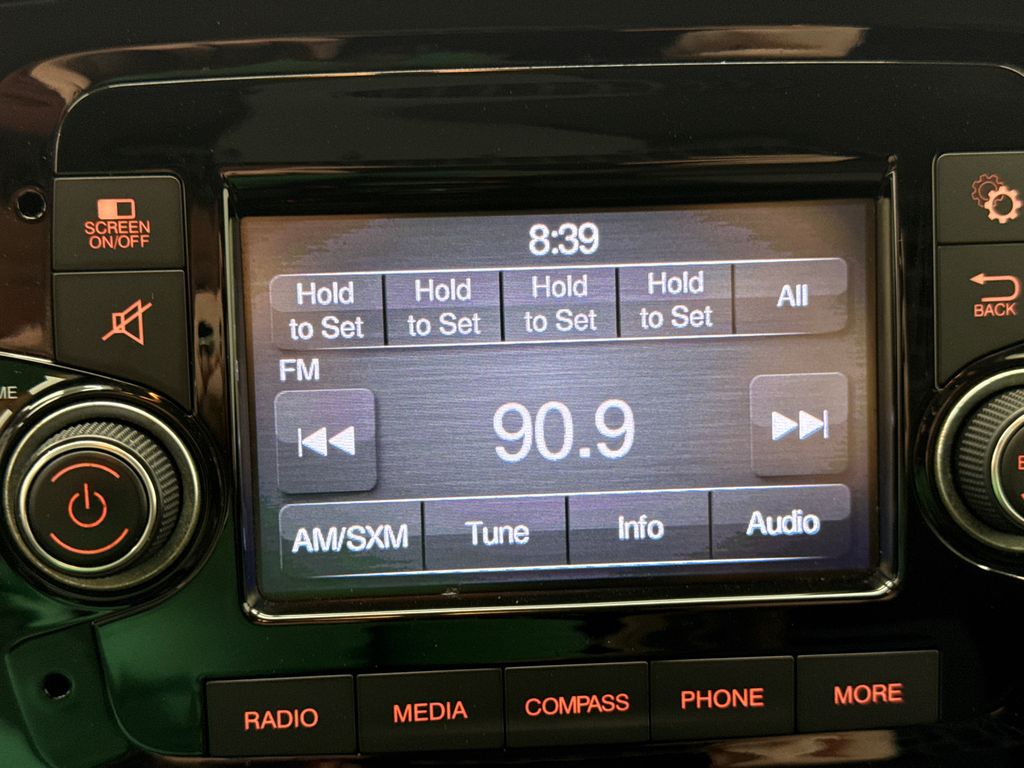 SCREEN
ON/OFF
8:39
Hold
to Set
Hold
to Set
Hold
to Set
Hold
to Set
All
BACK
FM
90.9
AM/SXM
Tune
Info
Audio
RADIO
MEDIA
COMPASS
PHONE
MORE